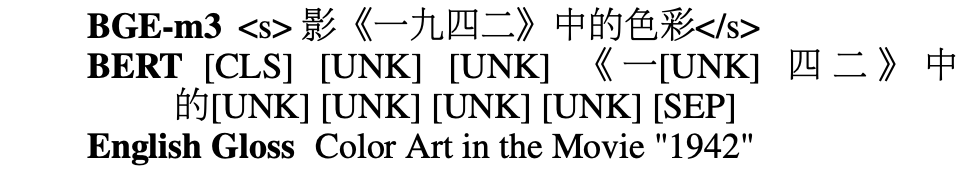 BGE-m3 <s> 影《一九四二》中的色彩</s>
BERT [CLS] [UNK] [UNK] 《 一[UNK] 四 二 》 中
的[UNK] [UNK] [UNK] [UNK] [SEP]
English Gloss Color Art in the Movie "1942"